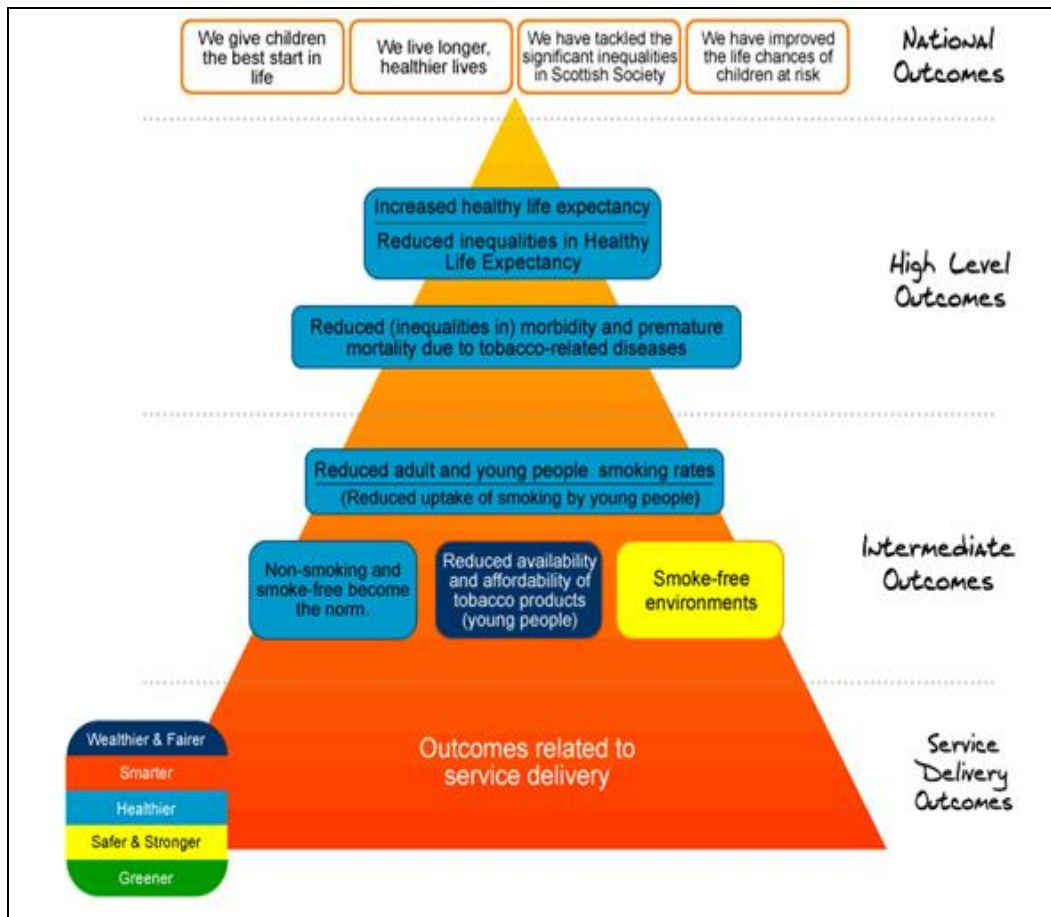 We give children
the best start in
life
We live longer,
healthier lives
We have tackled the
significant inequalities
in Scottish Society
We have improved
the life chances of
children at risk
National
Outcomes
Increased healthy life expectancy
Reduced inequalities in Healthy
Life Expectancy
High Level
Outcomes
Reduced (inequalities in) morbidity and premature
mortality due to tobacco-related diseases
Reduced adult and young people smoking rates
(Reduced uptake of smoking by young people)
Intermediate
Outcomes
Non-smoking and
smoke-free become
the norm.
Reduced availability
and affordability of
tobacco products
(young people)
Smoke-free
environments
Outcomes related to
service delivery
Service
Delivery
Outcomes
Wealthier & Fairer
Smarter
Healthier
Safer & Stronger
Greener